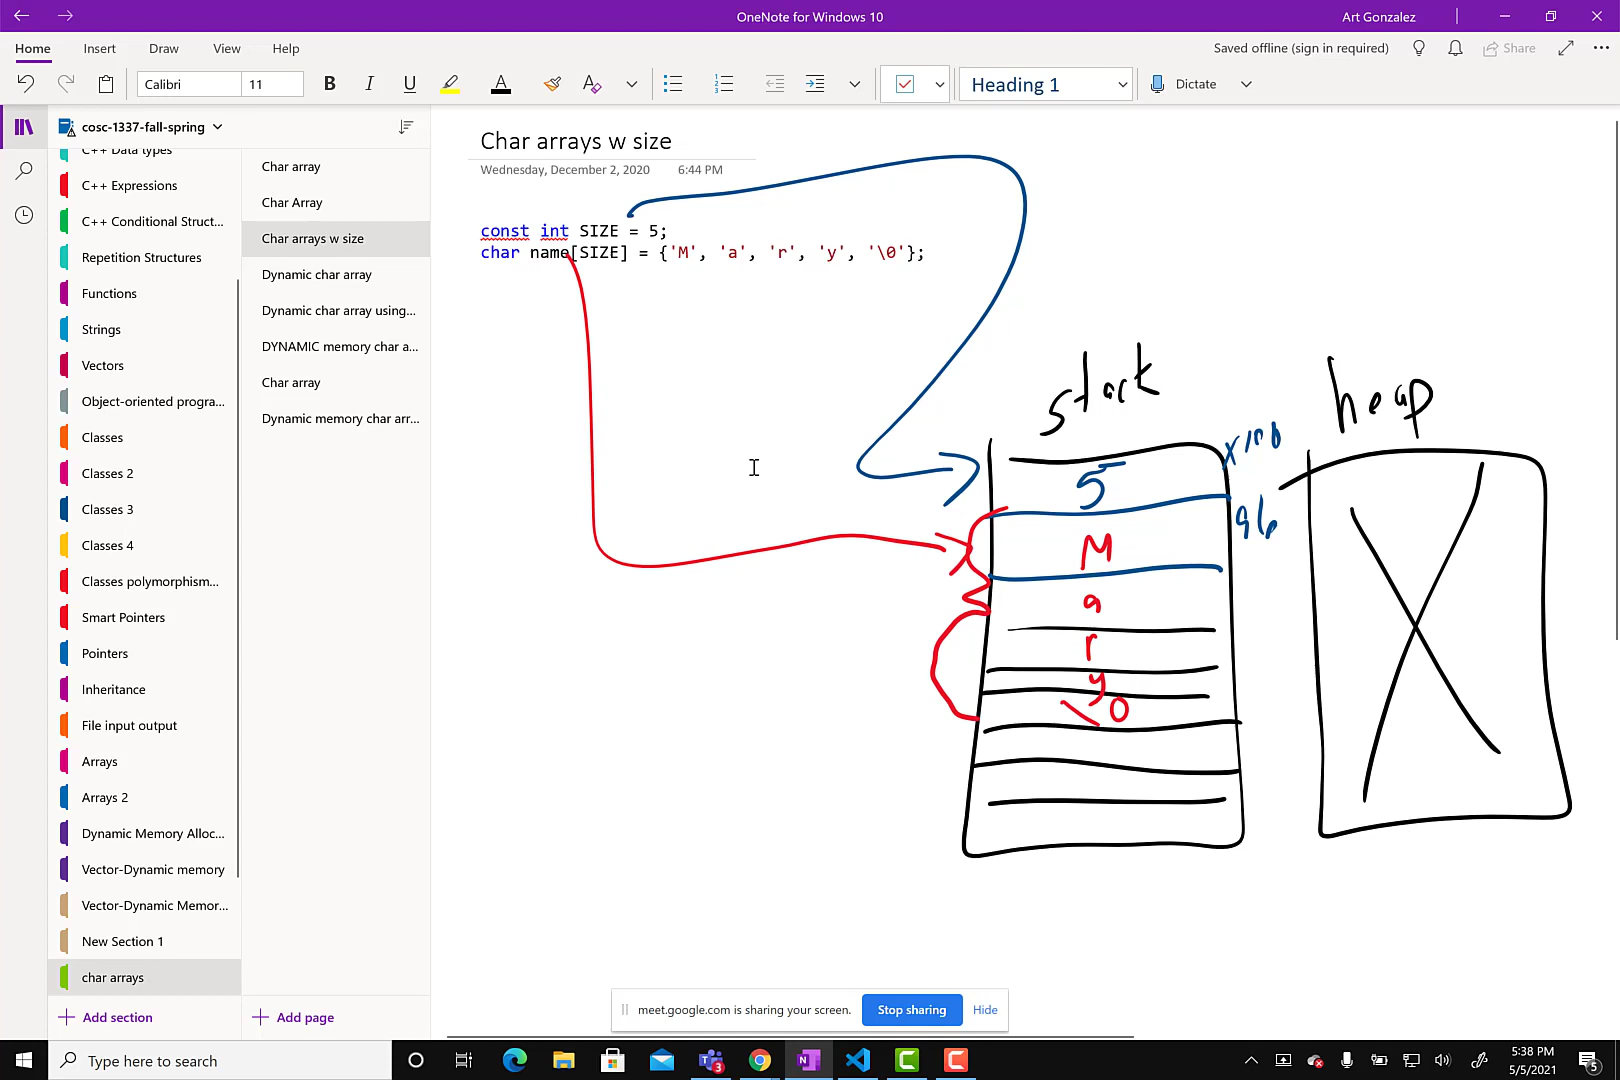 OneNote for Windows 10
Art Gonzalez
Home Insert Draw View Help
Saved offline (sign in required)
Share
Calibri 11
B I U A
Heading 1
Dictate
cosc-1337-fall-spring
C++ Data types
C++ Expressions
C++ Conditional Struct...
Repetition Structures
Functions
Strings
Vectors
Object-oriented progra...
Classes
Classes 2
Classes 3
Classes 4
Classes polymorphism...
Smart Pointers
Pointers
Inheritance
File input output
Arrays
Arrays 2
Dynamic Memory Alloc...
Vector-Dynamic memory
Vector-Dynamic Memor...
New Section 1
char arrays
Add section
Char array
Char Array
Char arrays w size
Dynamic char array
Dynamic char array using...
DYNAMIC memory char a...
Char array
Dynamic memory char arr...
Add page
Char arrays w size
Wednesday, December 2, 2020 6:44 PM
const int SIZE = 5;
char name[SIZE] = {'M', 'a', 'r', 'y', '\0'};
stack
heap
5
96
M
a
r
y
\0
meet.google.com is sharing your screen.
Stop sharing
Hide
Type here to search
3
5:38 PM
5/5/2021
5